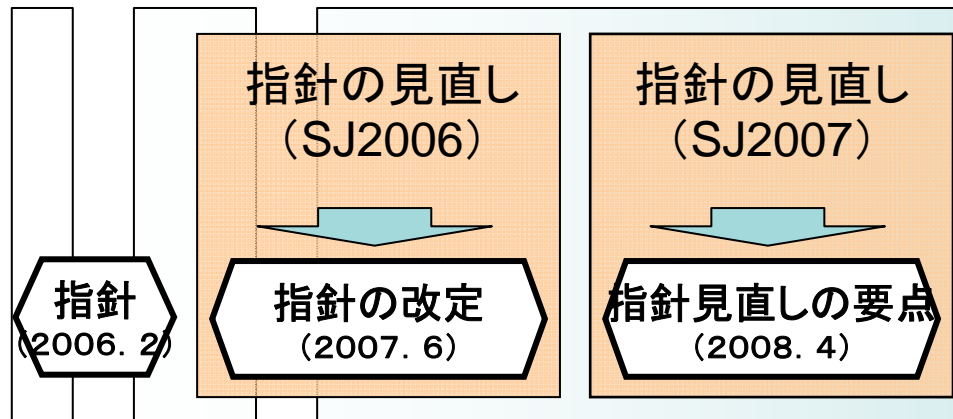 指針の見直し
（SJ2006）
指針の見直し
（SJ2007）
指針
（2006．2）
指針の改定
（2007．6）
指針見直しの要点
（2008．4）